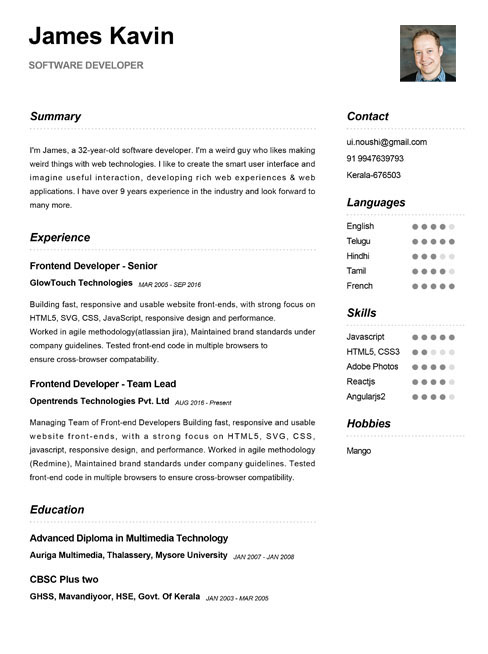 James Kavin
SOFTWARE DEVELOPER
Summary
I'm James, a 32-year-old software developer. I'm a weird guy who likes making
weird things with web technologies. I like to create the smart user interface and
imagine useful interaction, developing rich web experiences & web
applications. I have over 9 years experience in the industry and look forward to
many more.
Experience
Frontend Developer - Senior
GlowTouch Technologies MAR 2005 - SEP 2016
Building fast, responsive and usable website front-ends, with strong focus on
HTML5, SVG, CSS, JavaScript, responsive design and performance.
Worked in agile methodology(atlassian jira), Maintained brand standards under
company guidelines. Tested front-end code in multiple browsers to
ensure cross-browser compatability.
Frontend Developer - Team Lead
Opentrends Technologies Pvt. Ltd AUG 2016 - Present
Managing Team of Front-end Developers Building fast, responsive and usable
website front-ends, with a strong focus on HTML5, SVG, CSS,
javascript, responsive design, and performance. Worked in agile methodology
(Redmine), Maintained brand standards under company guidelines. Tested
front-end code in multiple browsers to ensure cross-browser compatibility.
Education
Advanced Diploma in Multimedia Technology
Auriga Multimedia, Thalassery, Mysore University JAN 2007 - JAN 2008
CBSC Plus two
GHSS, Mavandiyoor, HSE, Govt. Of Kerala JAN 2003 - MAR 2005
Contact
ui.noushi@gmail.com
91 9947639793
Kerala-676503
Languages
English
Telugu
Hindhi
Tamil
French
Skills
Javascript
HTML5, CSS3
Adobe Photos
Reactjs
Angularjs2
Hobbies
Mango